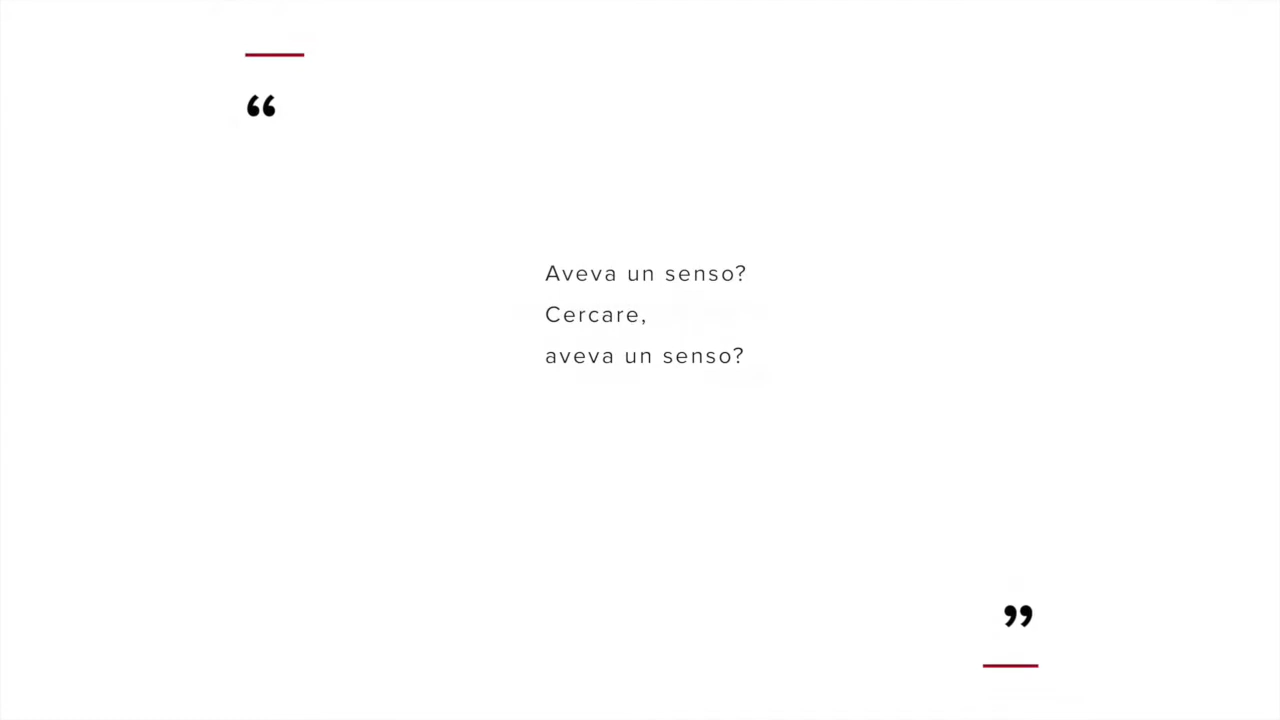 “
Aveva un senso?
Cercare,
aveva un senso?
”